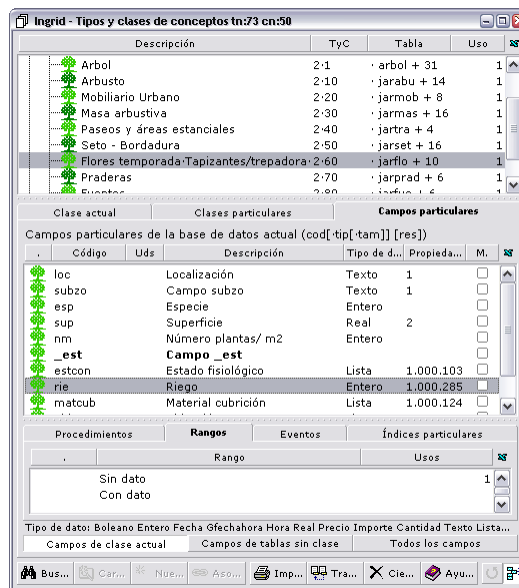 Ingrid - Tipos y clases de conceptos tn:73 cn:50
Descripción TyC Tabla Uso
Arbol 2·1 · arbol + 31 1
Arbusto 2·10 · jarabu + 14 1
Mobiliario Urbano 2·20 · jarmob + 8 1
Masa arbustiva 2·30 · jarmas + 16 1
Paseos y áreas estanciales 2·40 · jartra + 4 1
Seto - Bordadura 2·50 · jarset + 16 1
Flores temporada·Tapizantes/trepadora· 2·60 · jarflo + 10 1
Praderas 2·70 · jarprad + 6 1
Fuentes 2·80 · jarfue + 6 1
Clase actual Clases particulares Campos particulares
Campos particulares de la base de datos actual (cod[·tip[·tam]] [res])
. Código Uds Descripción Tipo de d... Propieda... M.
loc Localización Texto 1
subzo Campo subzo Texto 1
esp Especie Entero
sup Superficie Real 2
nm Número plantas/ m2 Entero
_est Campo _est
estcon Estado fisiológico Lista 1.000.103
rie Riego Entero 1.000.285
matcub Material cubrición Lista 1.000.124
Procedimientos Rangos Eventos Índices particulares
. Rango Usos
Sin dato 1
Con dato
Tipo de dato: Boleano Entero Fecha Gfechahora Hora Real Precio Importe Cantidad Texto Lista...
Campos de clase actual Campos de tablas sin clase Todos los campos
Bus... Car... Nue... Aso... Imp... Tra... Cie... Ayu...